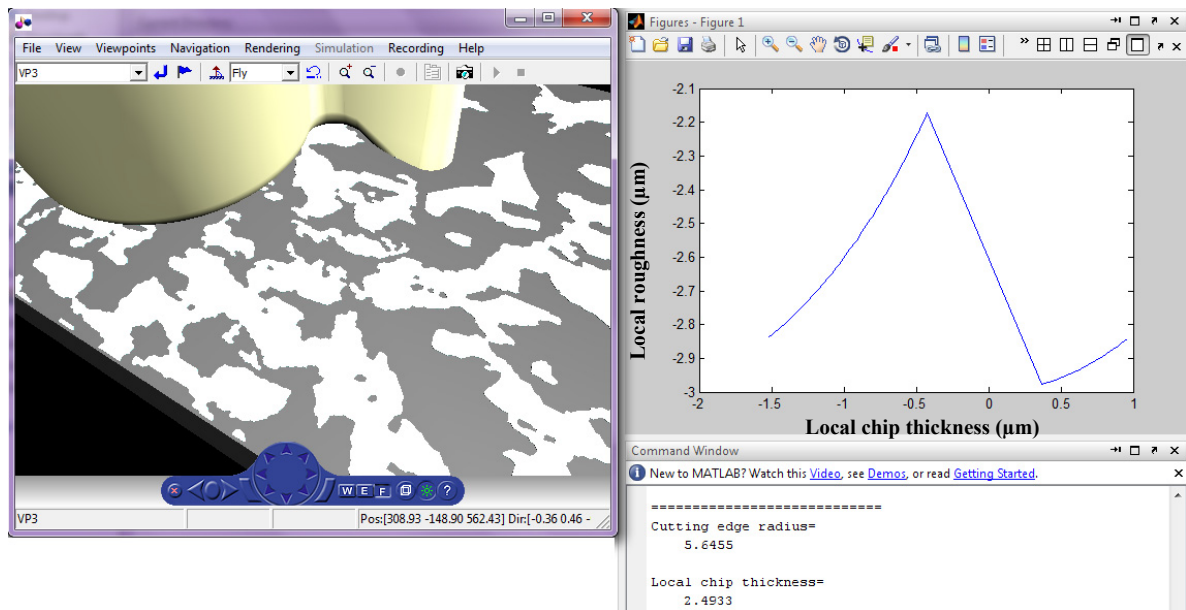 File View Viewpoints Navigation Rendering Simulation Recording Help
VP3
Fly
VP3
Pos:[308.93 -148.90 562.43] Dir:[-0.36 0.46 -
W E F
?
Figures - Figure 1
»
-2.1
-2.2
-2.3
-2.4
-2.5
-2.6
-2.7
-2.8
-2.9
-3
-2 -1.5 -1 -0.5 0 0.5 1
Local roughness (µm)
Local chip thickness (µm)
Command Window
New to MATLAB? Watch this Video, see Demos, or read Getting Started.
============================
Cutting edge radius=
5.6455
Local chip thickness=
2.4933